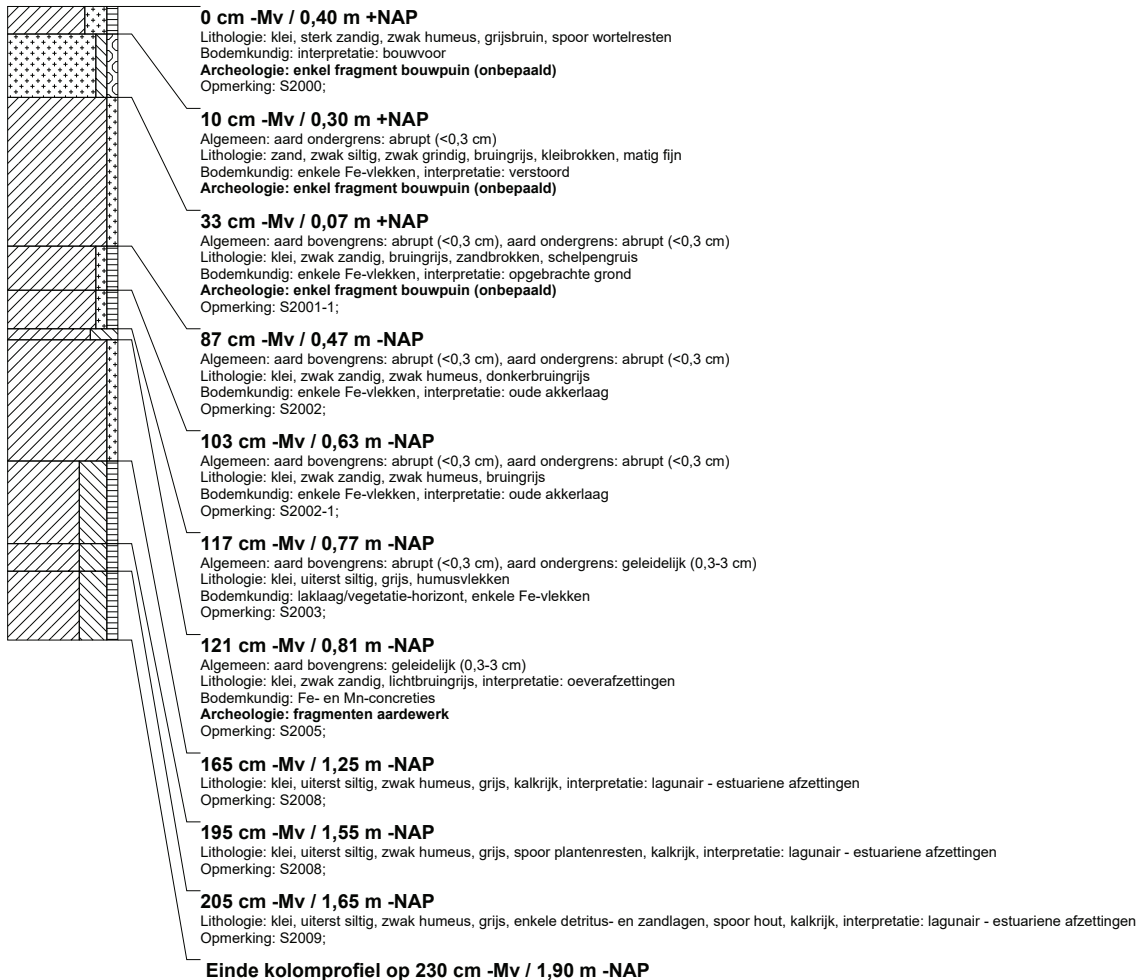 0 cm -Mv / 0,40 m +NAP
Lithologie: klei, sterk zandig, zwak humeus, grijsbruin, spoor wortelresten
Bodemkundig: interpretatie: bouwvoor
Archeologie: enkel fragment bouwpuin (onbepaald)
Opmerking: S2000;
10 cm -Mv / 0,30 m +NAP
Algemeen: aard ondergrens: abrupt (<0,3 cm)
Lithologie: zand, zwak siltig, zwak grindig, bruingrijs, kleibrokken, matig fijn
Bodemkundig: enkele Fe-vlekken, interpretatie: verstoord
Archeologie: enkel fragment bouwpuin (onbepaald)
33 cm -Mv / 0,07 m +NAP
Algemeen: aard bovengrens: abrupt (<0,3 cm), aard ondergrens: abrupt (<0,3 cm)
Lithologie: klei, zwak zandig, bruingrijs, zandbrokken, schelpengruis
Bodemkundig: enkele Fe-vlekken, interpretatie: opgebrachte grond
Archeologie: enkel fragment bouwpuin (onbepaald)
Opmerking: S2001-1;
87 cm -Mv / 0,47 m -NAP
Algemeen: aard bovengrens: abrupt (<0,3 cm), aard ondergrens: abrupt (<0,3 cm)
Lithologie: klei, zwak zandig, zwak humeus, donkerbruingrijs
Bodemkundig: enkele Fe-vlekken, interpretatie: oude akkerlaag
Opmerking: S2002;
103 cm -Mv / 0,63 m -NAP
Algemeen: aard bovengrens: abrupt (<0,3 cm), aard ondergrens: abrupt (<0,3 cm)
Lithologie: klei, zwak zandig, zwak humeus, bruingrijs
Bodemkundig: enkele Fe-vlekken, interpretatie: oude akkerlaag
Opmerking: S2002-1;
117 cm -Mv / 0,77 m -NAP
Algemeen: aard bovengrens: abrupt (<0,3 cm), aard ondergrens: geleidelijk (0,3-3 cm)
Lithologie: klei, uiterst siltig, grijs, humusvlekken
Bodemkundig: laklaag/vegetatie-horizont, enkele Fe-vlekken
Opmerking: S2003;
121 cm -Mv / 0,81 m -NAP
Algemeen: aard bovengrens: geleidelijk (0,3-3 cm)
Lithologie: klei, zwak zandig, lichtbruingrijs, interpretatie: oeverafzettingen
Bodemkundig: Fe- en Mn-concreties
Archeologie: fragmenten aardewerk
Opmerking: S2005;
165 cm -Mv / 1,25 m -NAP
Lithologie: klei, uiterst siltig, zwak humeus, grijs, kalkrijk, interpretatie: lagunair - estuariene afzettingen
Opmerking: S2008;
195 cm -Mv / 1,55 m -NAP
Lithologie: klei, uiterst siltig, zwak humeus, grijs, spoor plantenresten, kalkrijk, interpretatie: lagunair - estuariene afzettingen
Opmerking: S2008;
205 cm -Mv / 1,65 m -NAP
Lithologie: klei, uiterst siltig, zwak humeus, grijs, enkele detritus- en zandlagen, spoor hout, kalkrijk, interpretatie: lagunair - estuariene afzettingen
Opmerking: S2009;
Einde kolomprofiel op 230 cm -Mv / 1,90 m -NAP